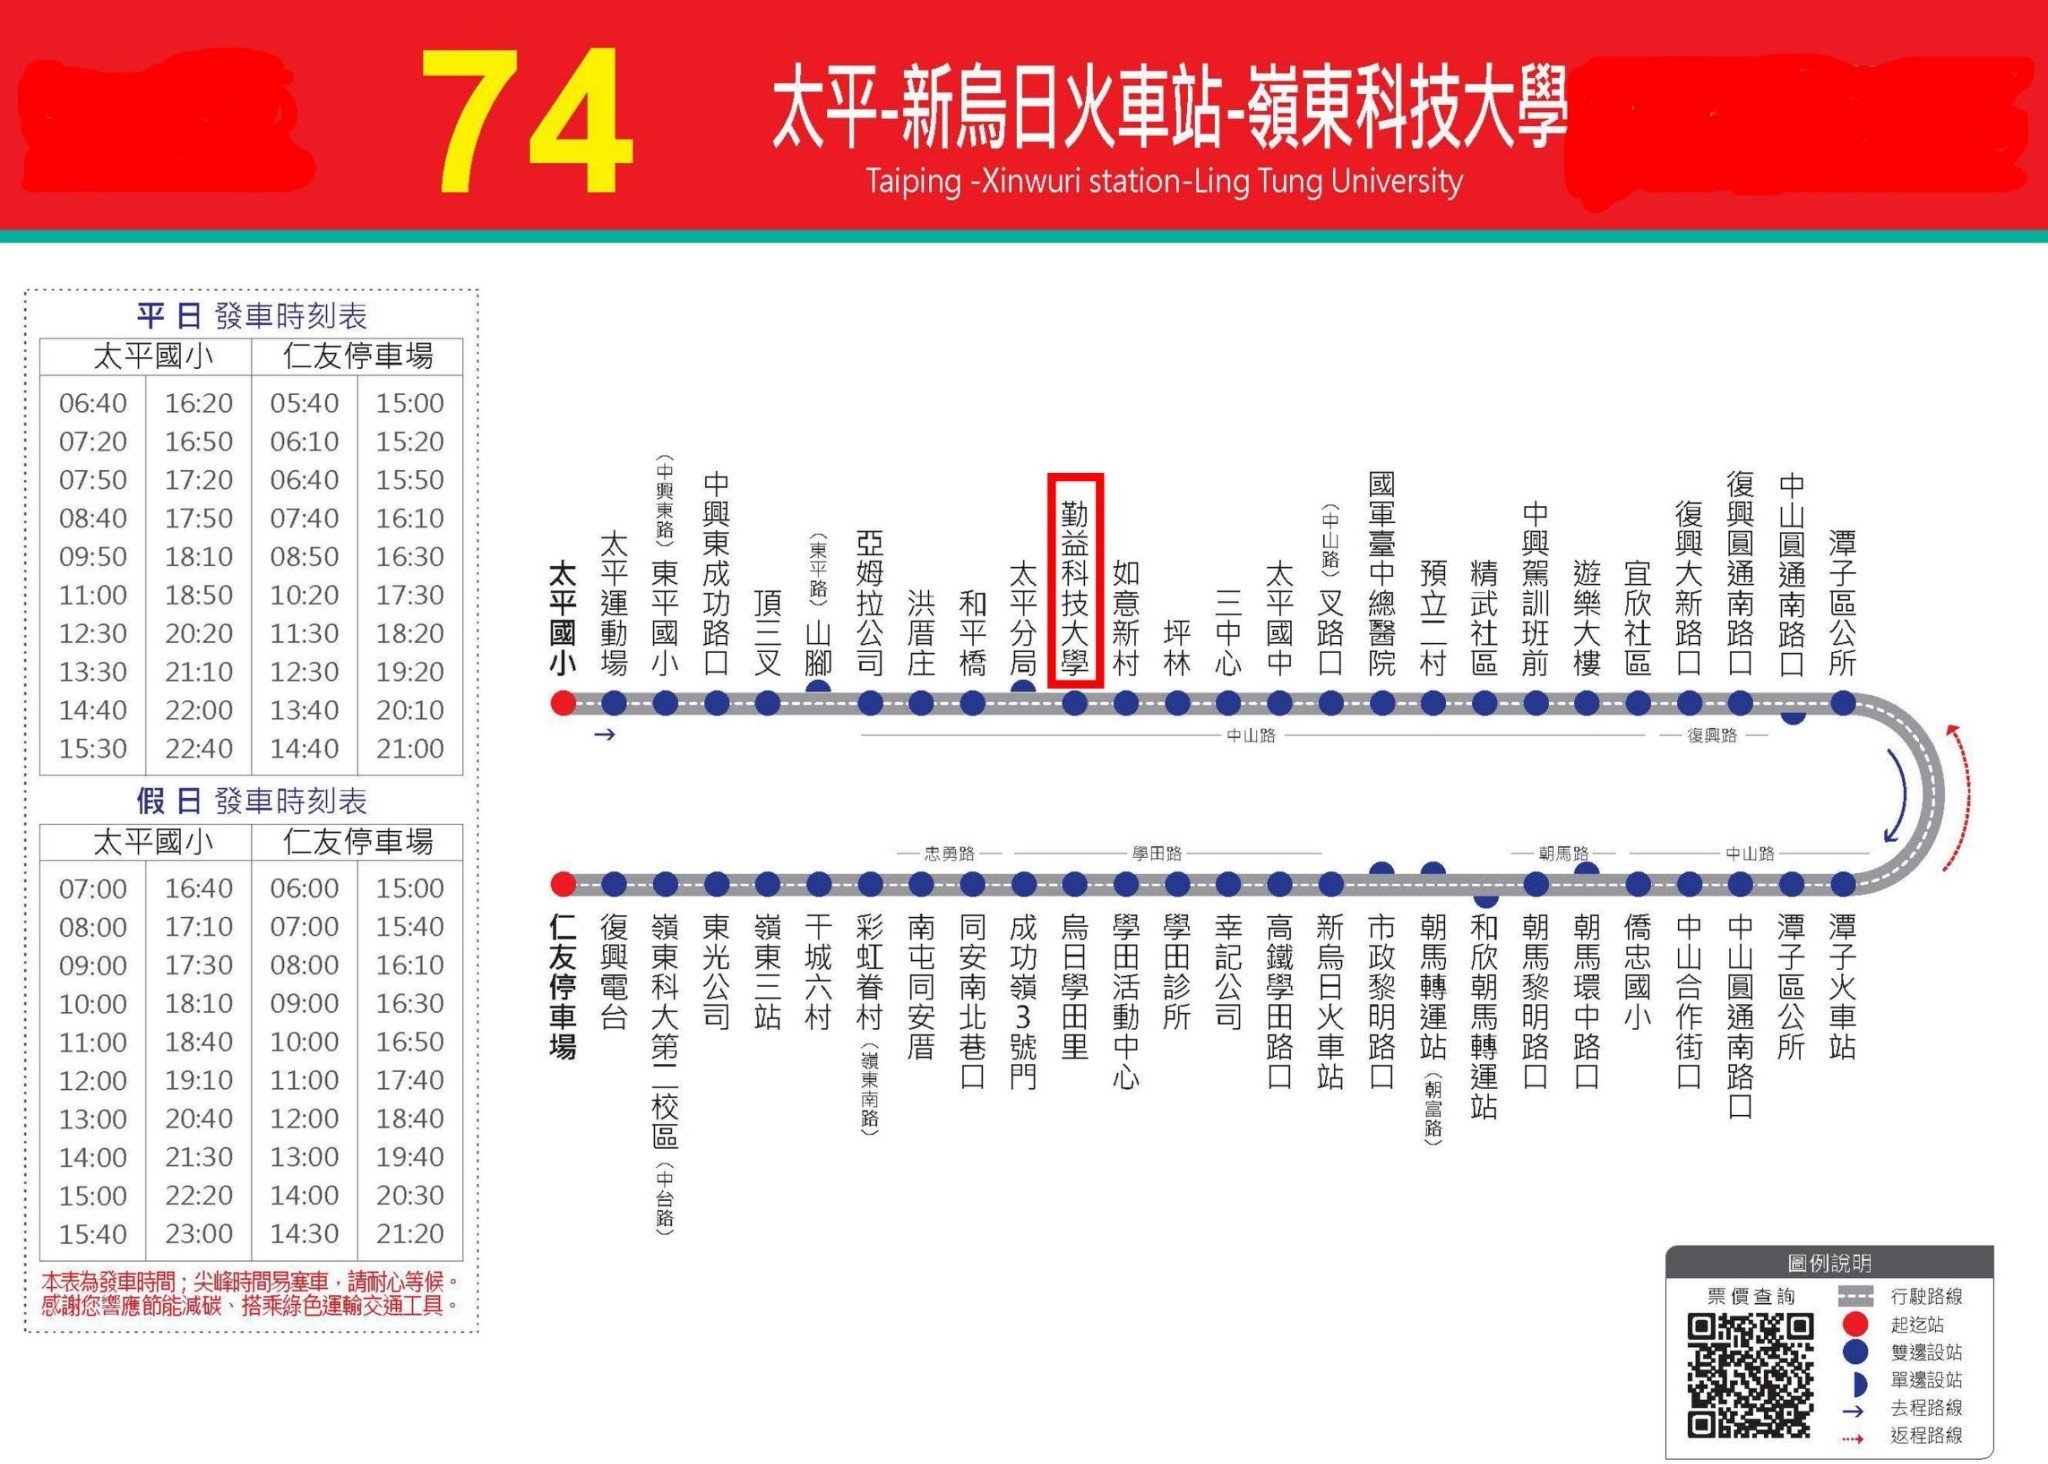 74
太平-新烏日火車站-嶺東科技大學
Taiping -Xinwuri station-Ling Tung University
平日 發車時刻表
太平國小 仁友停車場
06:40 16:20 05:40 15:00
07:20 16:50 06:10 15:20
07:50 17:20 06:40 15:50
08:40 17:50 07:40 16:10
09:50 18:10 08:50 16:30
11:00 18:50 10:20 17:30
12:30 20:20 11:30 18:20
13:30 21:10 12:30 19:20
14:40 22:00 13:40 20:10
15:30 22:40 14:40 21:00
假日 發車時刻表
太平國小 仁友停車場
07:00 16:40 06:00 15:00
08:00 17:10 07:00 15:40
09:00 17:30 08:00 16:10
10:00 18:10 09:00 16:30
11:00 18:40 10:00 16:50
12:00 19:10 11:00 17:40
13:00 20:40 12:00 18:40
14:00 21:30 13:00 19:40
15:00 22:20 14:00 20:30
15:40 23:00 14:30 21:20
本表為發車時間；尖峰時間易塞車，請耐心等候。
感謝您響應節能減碳、搭乘綠色運輸交通工具。
太平國小
太平運動場
（中興東路）東平國小
中興東成功路口
頂三叉
（東平路）山腳
亞姆拉公司
洪厝庄
和平橋
太平分局
勤益科技大學
如意新村
坪林
三中心
太平國中
（中山路）叉路口
國軍臺中總醫院
預立二村
精武社區
中興駕訓班前
遊樂大樓
宜欣社區
復興大新路口
復興圓通南路口
中山圓通南路口
潭子區公所
中山路
復興路
忠勇路
學田路
朝馬路
中山路
仁友停車場
復興電台
嶺東科大第二校區（中台路）
東光公司
嶺東三站
干城六村
彩虹眷村（嶺東南路）
南屯同安厝
同安南北巷口
成功嶺3號門
烏日學田里
學田活動中心
學田診所
幸記公司
高鐵學田路口
新烏日火車站
市政黎明路口
朝馬轉運站（朝富路）
和欣朝馬轉運站
朝馬黎明路口
朝馬環中路口
僑忠國小
中山合作街口
中山圓通南路口
潭子區公所
潭子火車站
圖例說明
票價查詢
行駛路線
起迄站
雙邊設站
單邊設站
去程路線
返程路線